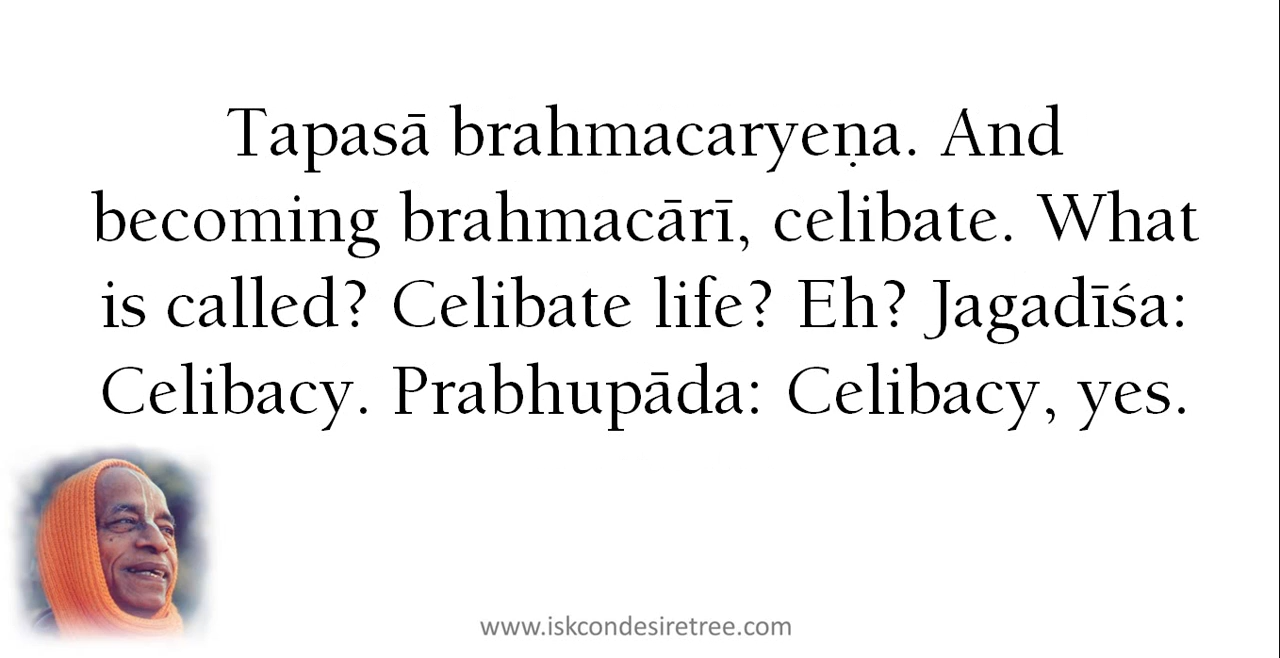 Tapasā brahmacaryeṇa. And
becoming brahmacārī, celibate. What
is called? Celibate life? Eh? Jagadīśa:
Celibacy. Prabhupāda: Celibacy, yes.
www.iskcondesiretree.com